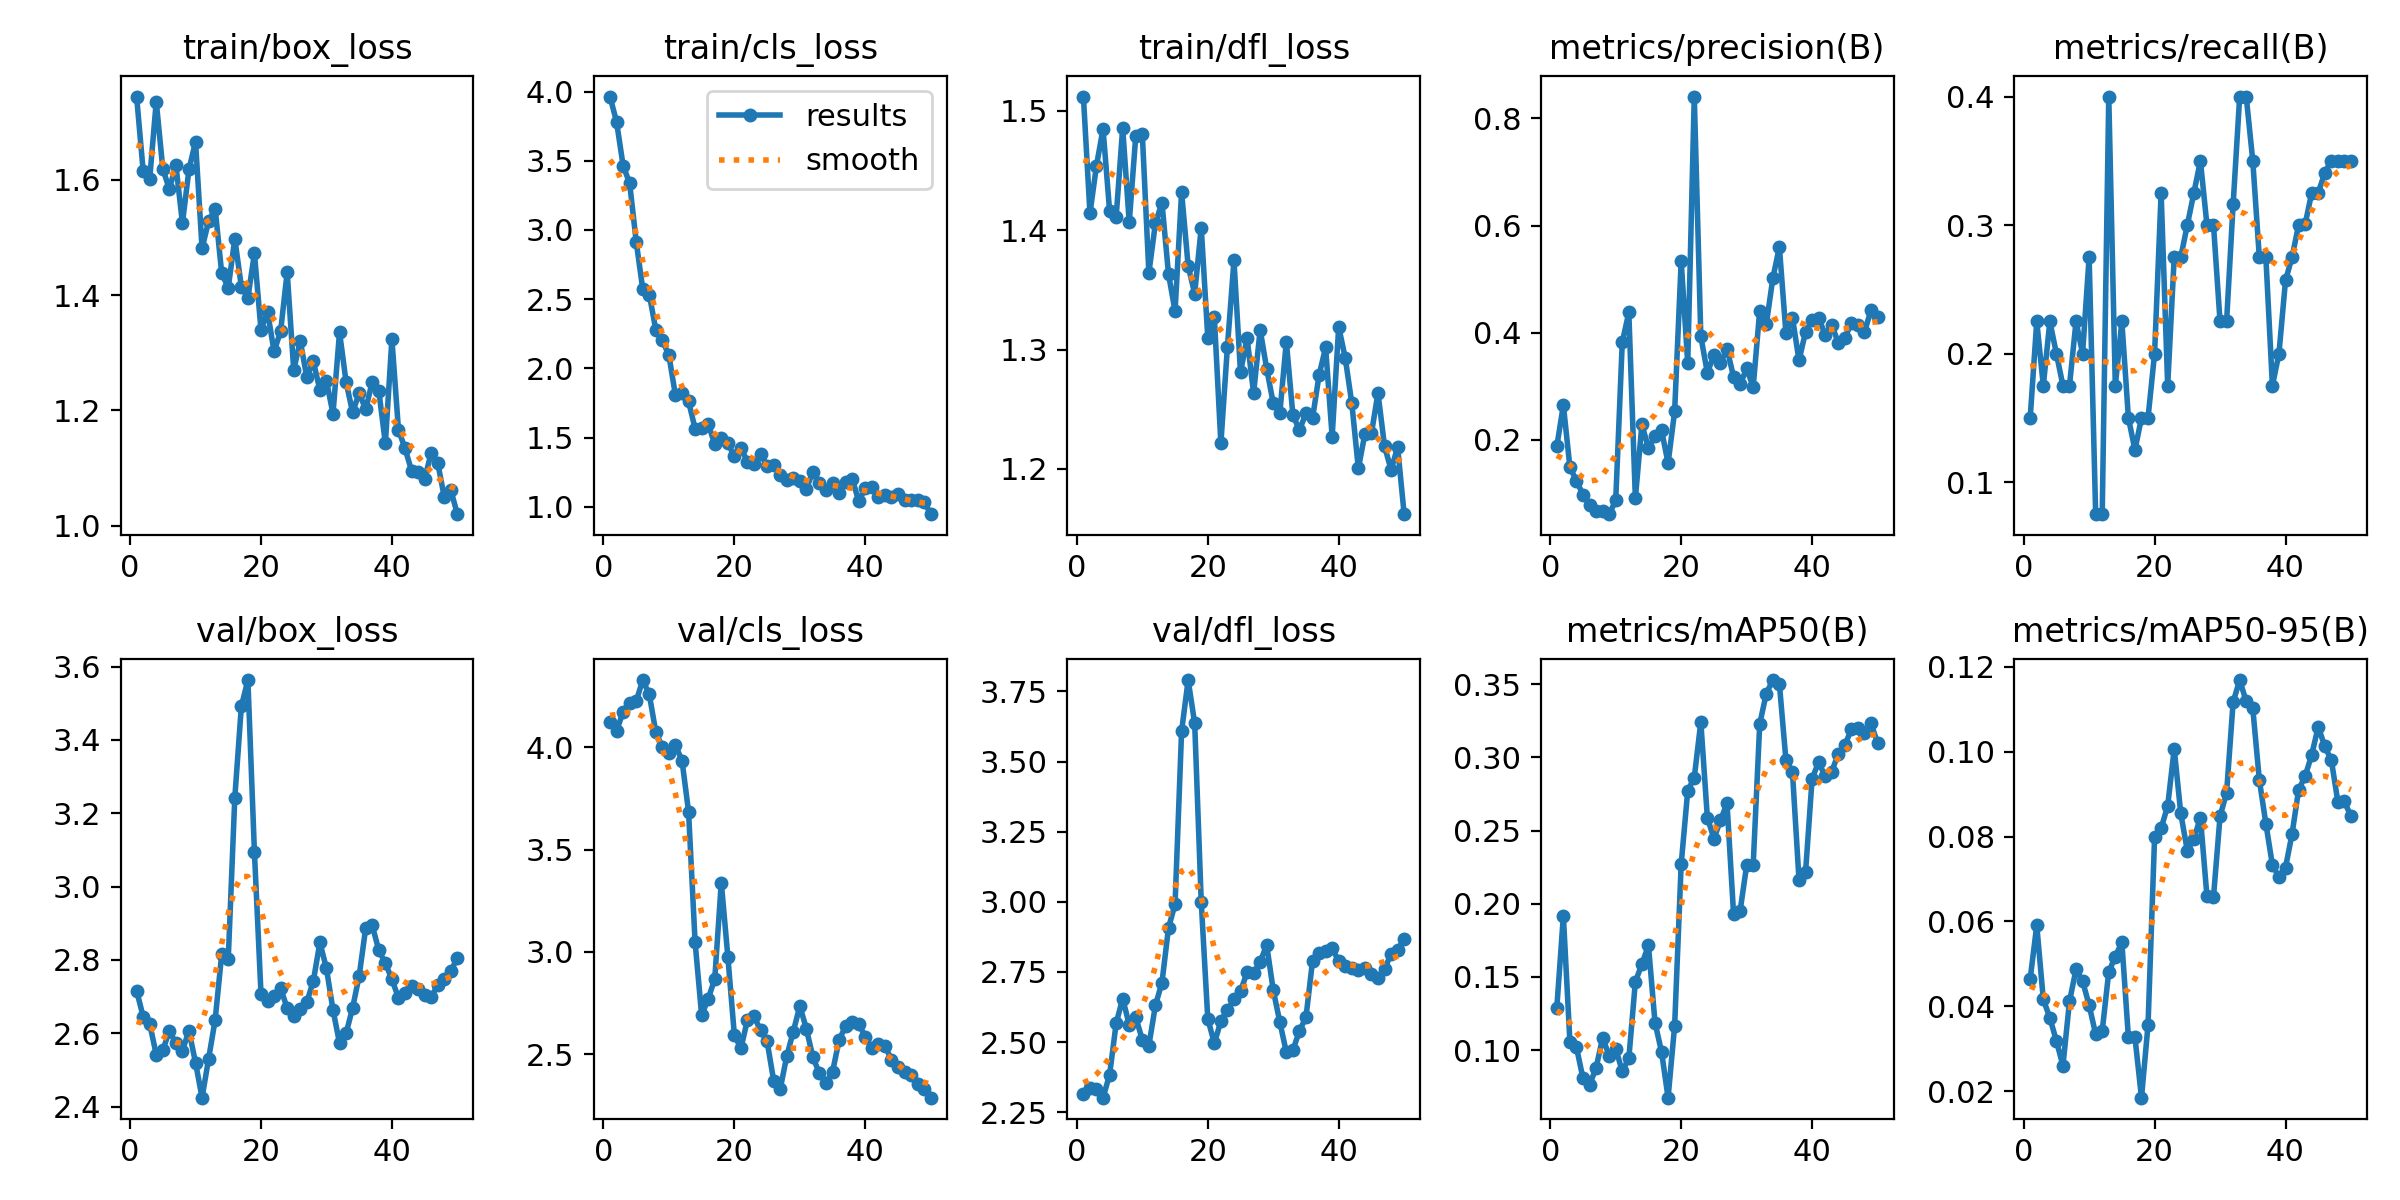 train/box_loss
train/cls_loss
train/dfl_loss
metrics/precision(B)
metrics/recall(B)
1.6
1.4
1.2
1.0
0 20 40
4.0
3.5
3.0
2.5
2.0
1.5
1.0
0 20 40
results
smooth
1.5
1.4
1.3
1.2
0 20 40
0.8
0.6
0.4
0.2
0 20 40
0.4
0.3
0.2
0.1
0 20 40
val/box_loss
val/cls_loss
val/dfl_loss
metrics/mAP50(B)
metrics/mAP50-95(B)
3.6
3.4
3.2
3.0
2.8
2.6
2.4
0 20 40
4.0
3.5
3.0
2.5
0 20 40
3.75
3.50
3.25
3.00
2.75
2.50
2.25
0 20 40
0.35
0.30
0.25
0.20
0.15
0.10
0 20 40
0.12
0.10
0.08
0.06
0.04
0.02
0 20 40